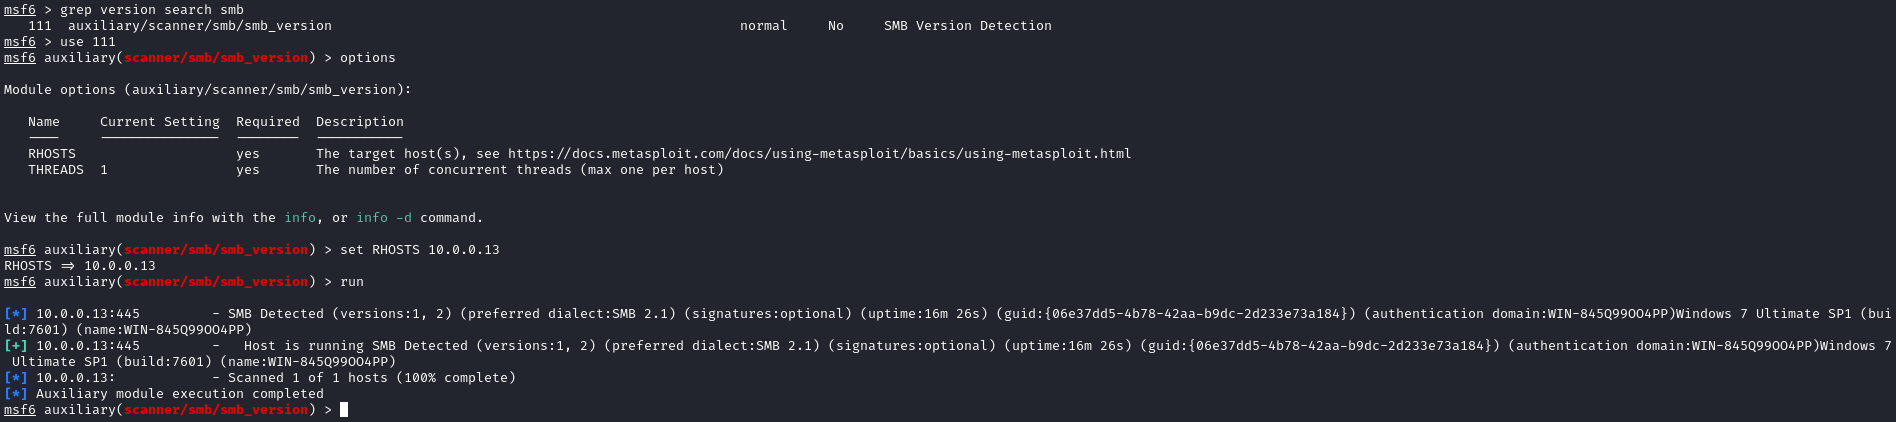 msf6 > grep version search smb
   111  auxiliary/scanner/smb/smb_version                                                   normal     No     SMB Version Detection
msf6 > use 111
msf6 auxiliary(scanner/smb/smb_version) > options

Module options (auxiliary/scanner/smb/smb_version):

   Name     Current Setting  Required  Description
   ----     ---------------  --------  -----------
   RHOSTS                    yes       The target host(s), see https://docs.metasploit.com/docs/using-metasploit/basics/using-metasploit.html
   THREADS  1                yes       The number of concurrent threads (max one per host)


View the full module info with the info, or info -d command.

msf6 auxiliary(scanner/smb/smb_version) > set RHOSTS 10.0.0.13
RHOSTS => 10.0.0.13
msf6 auxiliary(scanner/smb/smb_version) > run

[*] 10.0.0.13:445         - SMB Detected (versions:1, 2) (preferred dialect:SMB 2.1) (signatures:optional) (uptime:16m 26s) (guid:{06e37dd5-4b78-42aa-b9dc-2d233e73a184}) (authentication domain:WIN-845Q99OO4PP)Windows 7 Ultimate SP1 (bui
ld:7601) (name:WIN-845Q99OO4PP)
[+] 10.0.0.13:445         -   Host is running SMB Detected (versions:1, 2) (preferred dialect:SMB 2.1) (signatures:optional) (uptime:16m 26s) (guid:{06e37dd5-4b78-42aa-b9dc-2d233e73a184}) (authentication domain:WIN-845Q99OO4PP)Windows 7
 Ultimate SP1 (build:7601) (name:WIN-845Q99OO4PP)
[*] 10.0.0.13:            - Scanned 1 of 1 hosts (100% complete)
[*] Auxiliary module execution completed
msf6 auxiliary(scanner/smb/smb_version) >